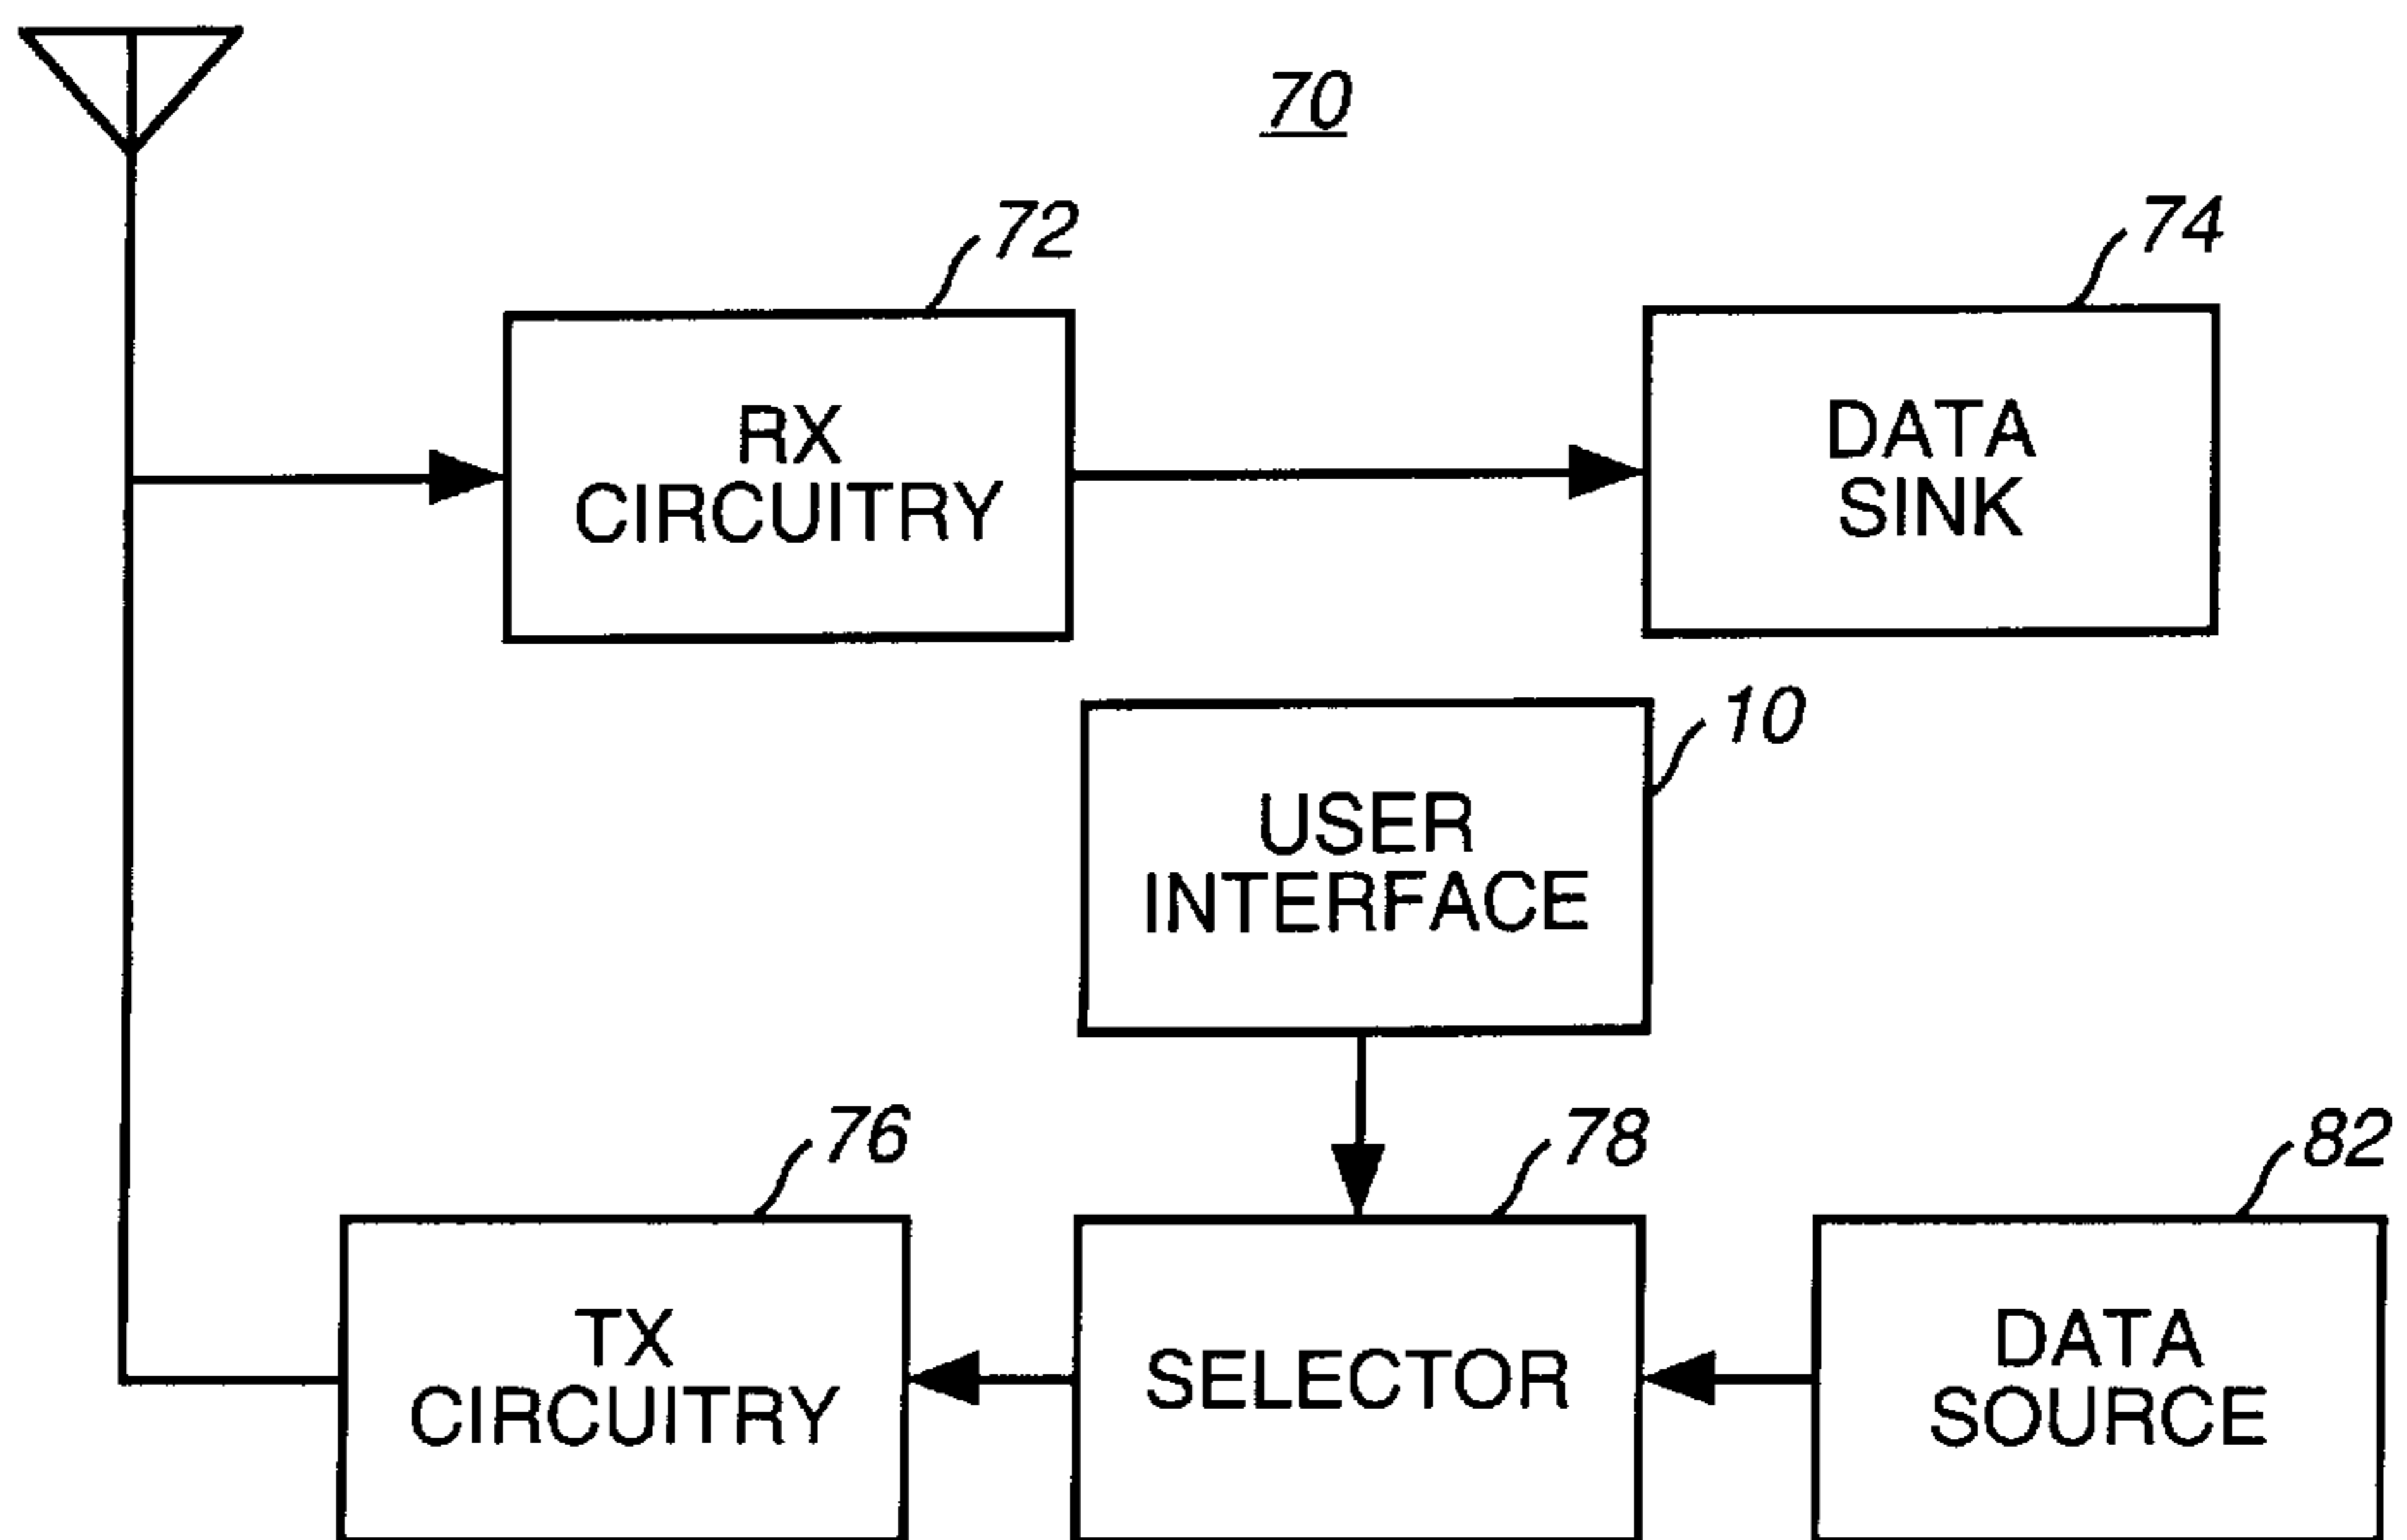 70
72
74
RX
CIRCUITRY
DATA
SINK
10
USER
INTERFACE
76
78
82
TX
CIRCUITRY
SELECTOR
DATA
SOURCE